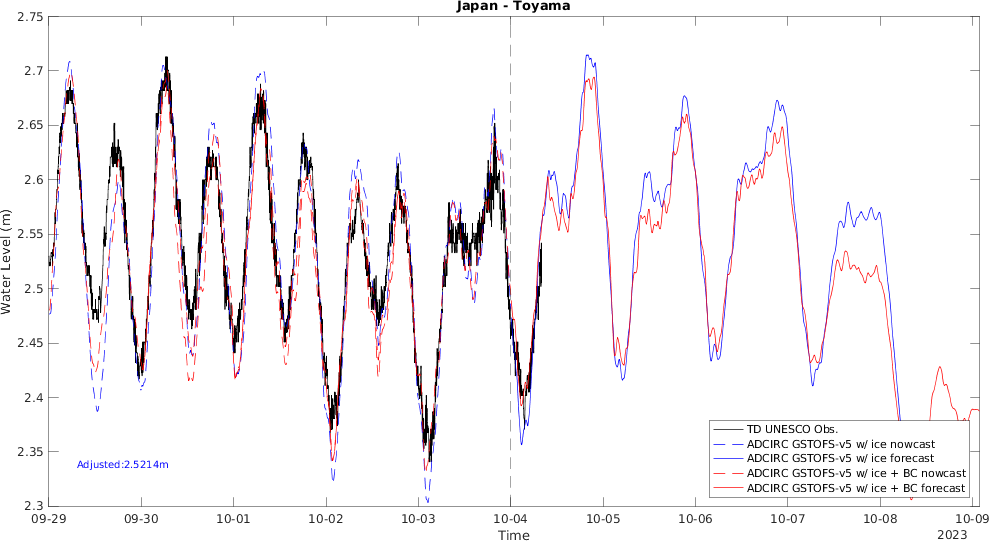 Japan - Toyama
2.75
2.7
2.65
2.6
2.55
2.5
2.45
2.4
2.35
2.3
Water Level (m)
Adjusted:2.5214m
TD UNESCO Obs.
ADCIRC GSTOFS-v5 w/ ice nowcast
ADCIRC GSTOFS-v5 w/ ice forecast
ADCIRC GSTOFS-v5 w/ ice + BC nowcast
ADCIRC GSTOFS-v5 w/ ice + BC forecast
09-29 09-30 10-01 10-02 10-03 10-04 10-05 10-06 10-07 10-08 10-09
Time
2023